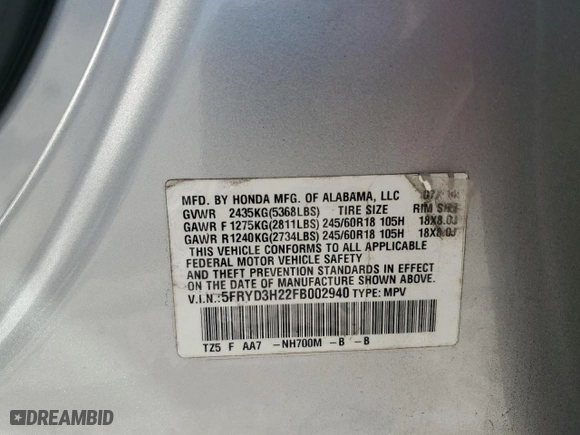 MFD. BY HONDA MFG. OF ALABAMA, LLC
GVWR 2435KG(5368LBS) TIRE SIZE RIM SIZE
GAWR F 1275KG(2811LBS) 245/60R18 105H 18X8.0J
GAWR R1240KG(2734LBS) 245/60R18 105H 18X8.0J
THIS VEHICLE CONFORMS TO ALL APPLICABLE
FEDERAL MOTOR VEHICLE SAFETY
AND THEFT PREVENTION STANDARDS IN EFFECT
ON THE DATE OF MANUFACTURE SHOWN ABOVE.
V.I.N.:5FRYD3H22FB002940 TYPE: MPV
TZ5 F AA7 -NH700M -B -B
DREAMBID